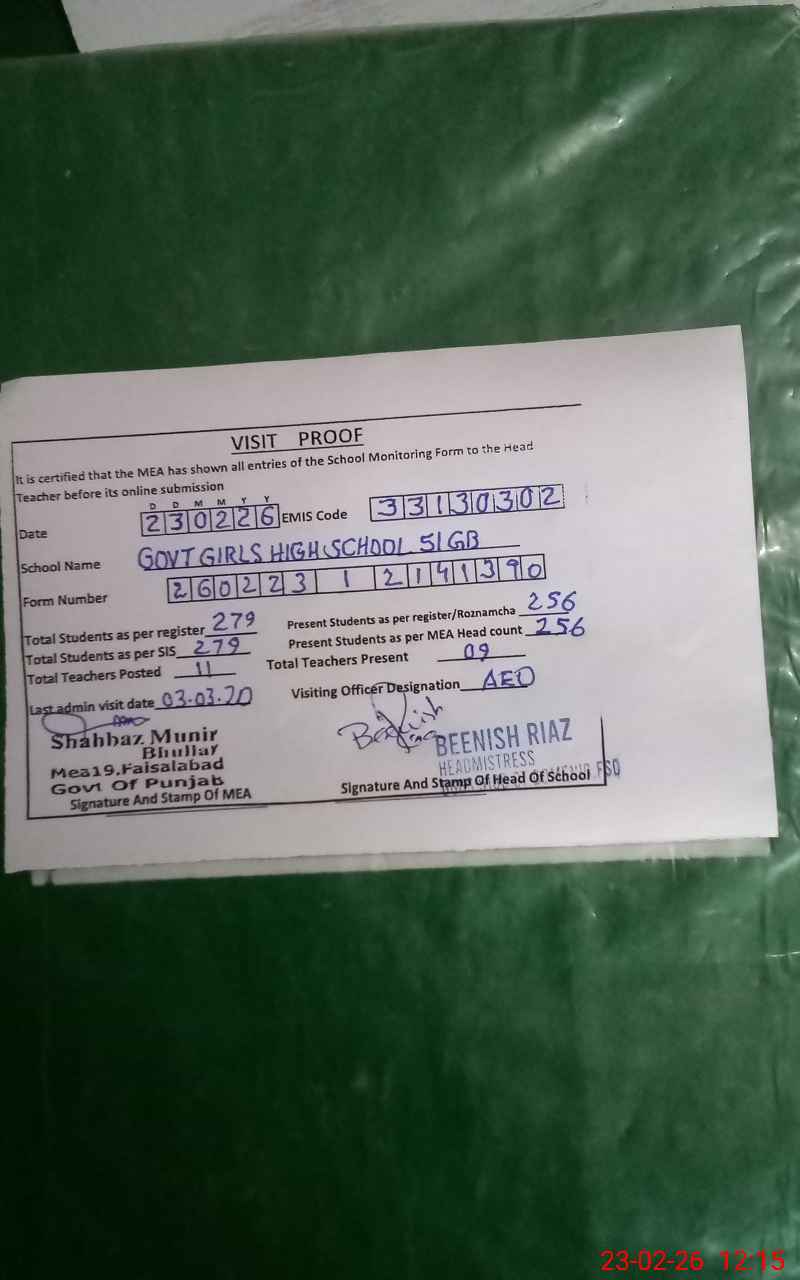 VISIT PROOF
It is certified that the MEA has shown all entries of the School Monitoring Form to the Head
Teacher before its online submission
D D M M Y Y
Date 230226 EMIS Code 33130302
School Name GOVT GIRLS HIGH SCHOOL 51 GB
Form Number 260223 1 2141390
Total Students as per register 279 Present Students as per register/Roznamcha 256
Total Students as per SIS 279 Present Students as per MEA Head count 256
Total Teachers Posted 11 Total Teachers Present 09
Last admin visit date 03.03.20 Visiting Officer Designation AEO
Shahbaz Munir
Bhullar
Mea19.Faisalabad
Govt Of Punjab
Signature And Stamp Of MEA
Beenish
BEENISH RIAZ
HEADMISTRESS
FSD
Signature And Stamp Of Head Of School
23-02-26 12:15